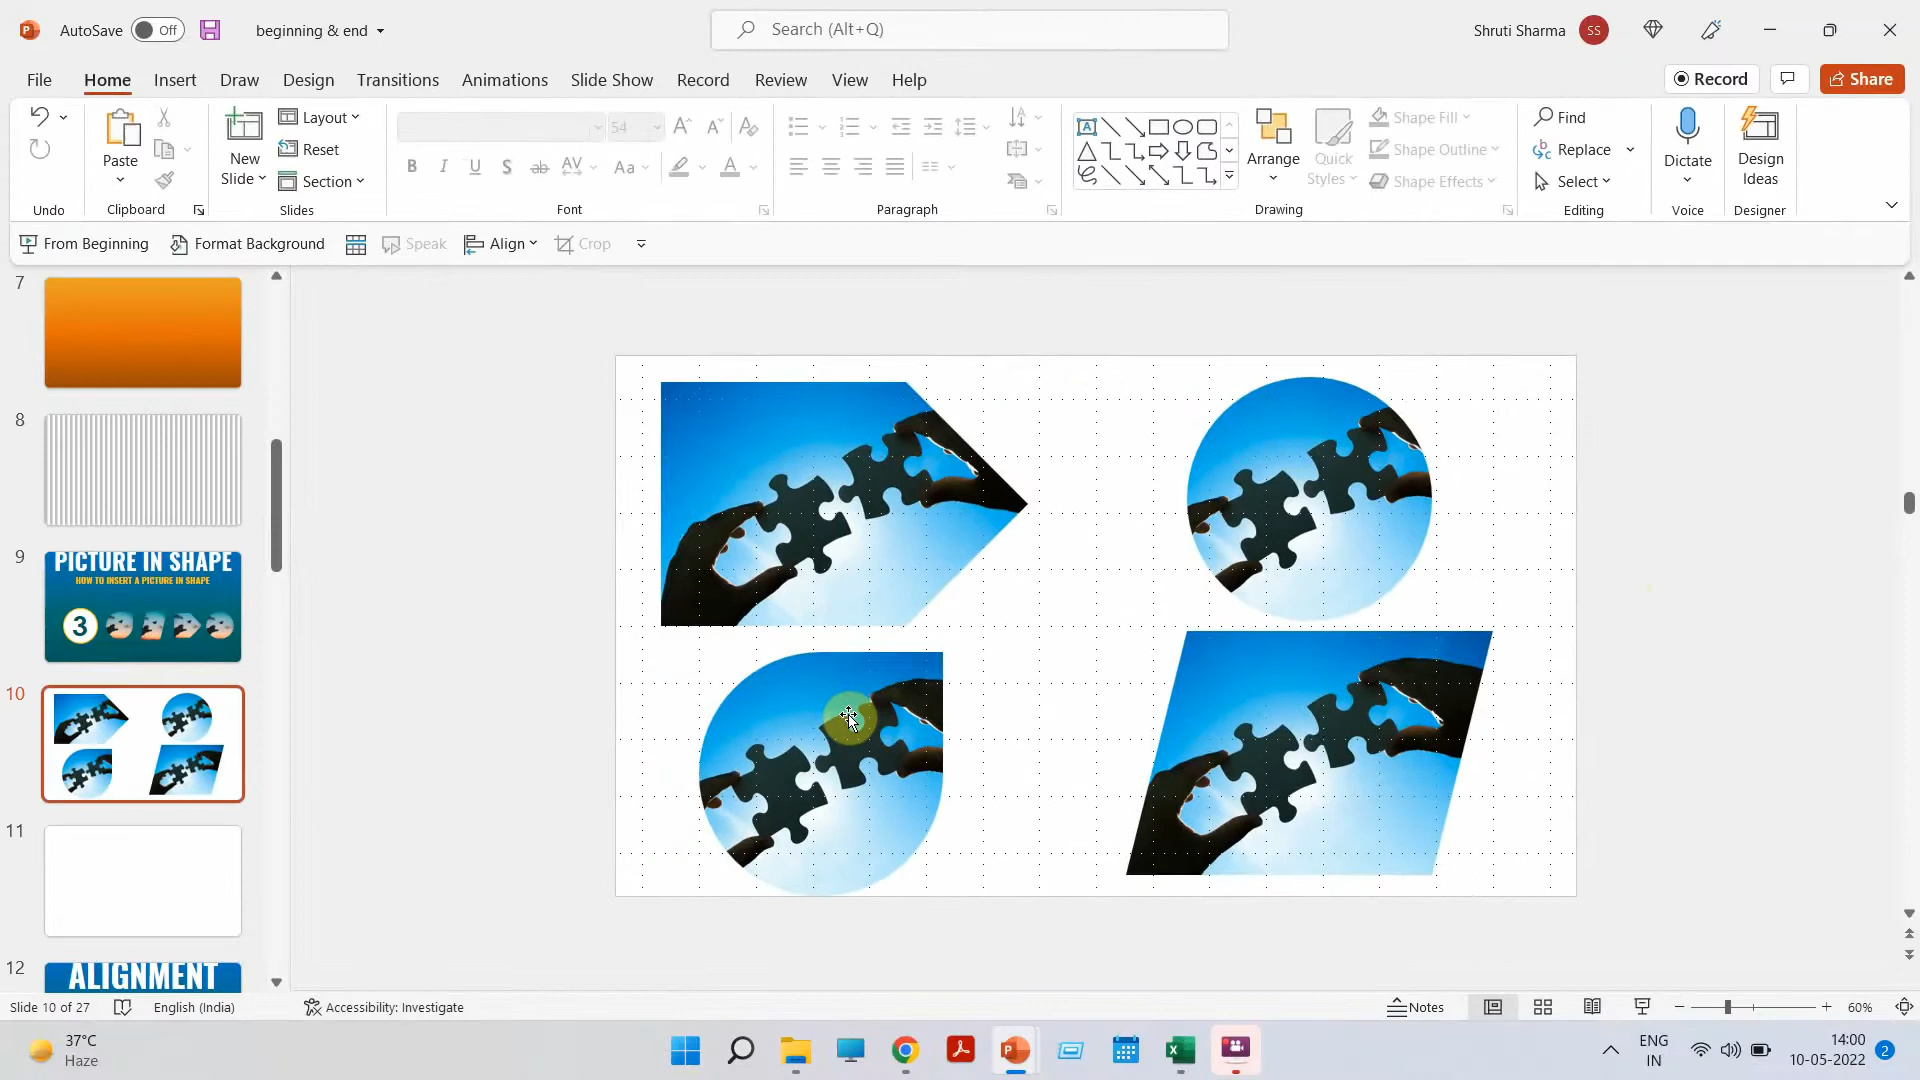 AutoSave Off beginning & end Search (Alt+Q) Shruti Sharma SS
File Home Insert Draw Design Transitions Animations Slide Show Record Review View Help Record Share
Paste
New
Slide
Layout
Reset
Section
54
B I U S ab AV Aa A
Arrange
Quick
Styles
Shape Fill
Shape Outline
Shape Effects
Find
Replace
Select
Dictate
Design
Ideas
Undo Clipboard Slides Font Paragraph Drawing Editing Voice Designer
From Beginning Format Background Speak Align Crop
7
8
9
PICTURE IN SHAPE
HOW TO INSERT A PICTURE IN SHAPE
3
10
11
12
ALIGNMENT
Slide 10 of 27 English (India) Accessibility: Investigate Notes 60%
37°C
Haze
ENG
IN
14:00
10-05-2022
2